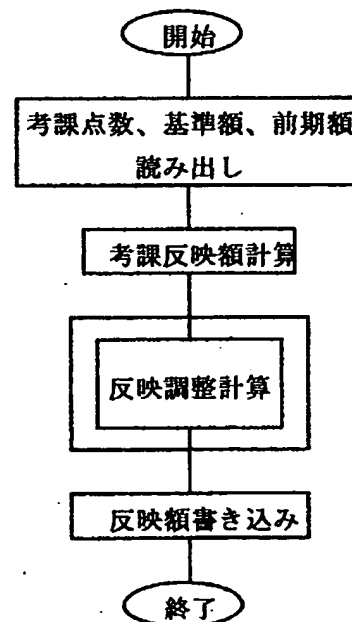 開始
考課点数、基準額、前期額
読み出し
考課反映額計算
反映調整計算
反映額書き込み
終了